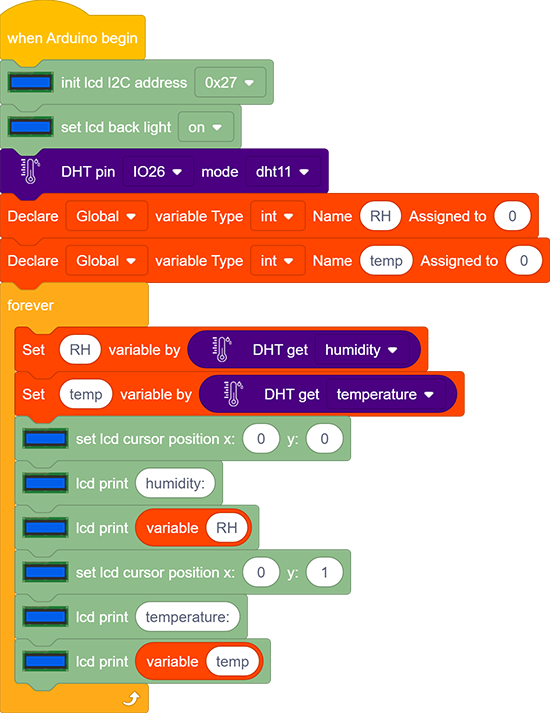 when Arduino begin
init lcd I2C address 0x27
set lcd back light on
DHT pin IO26 mode dht11
Declare Global variable Type int Name RH Assigned to 0
Declare Global variable Type int Name temp Assigned to 0
forever
Set RH variable by DHT get humidity
Set temp variable by DHT get temperature
set lcd cursor position x: 0 y: 0
lcd print humidity:
lcd print variable RH
set lcd cursor position x: 0 y: 1
lcd print temperature:
lcd print variable temp